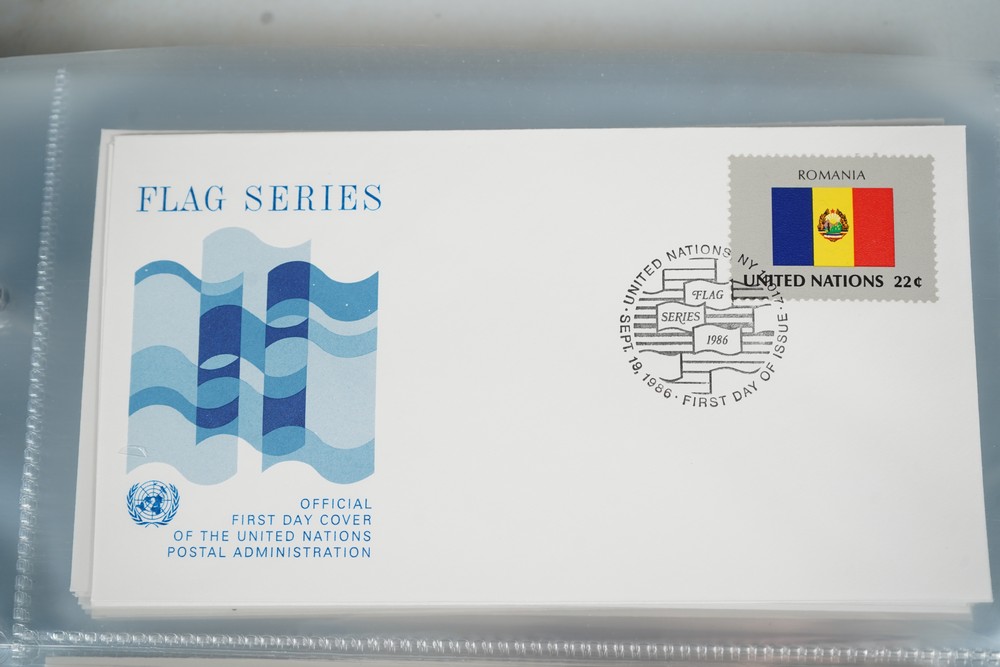 FLAG SERIES
ROMANIA
UNITED NATIONS 22¢
UNITED NATIONS NY 10017
FLAG
SERIES
1986
SEPT. 19, 1986 · FIRST DAY OF ISSUE
OFFICIAL
FIRST DAY COVER
OF THE UNITED NATIONS
POSTAL ADMINISTRATION